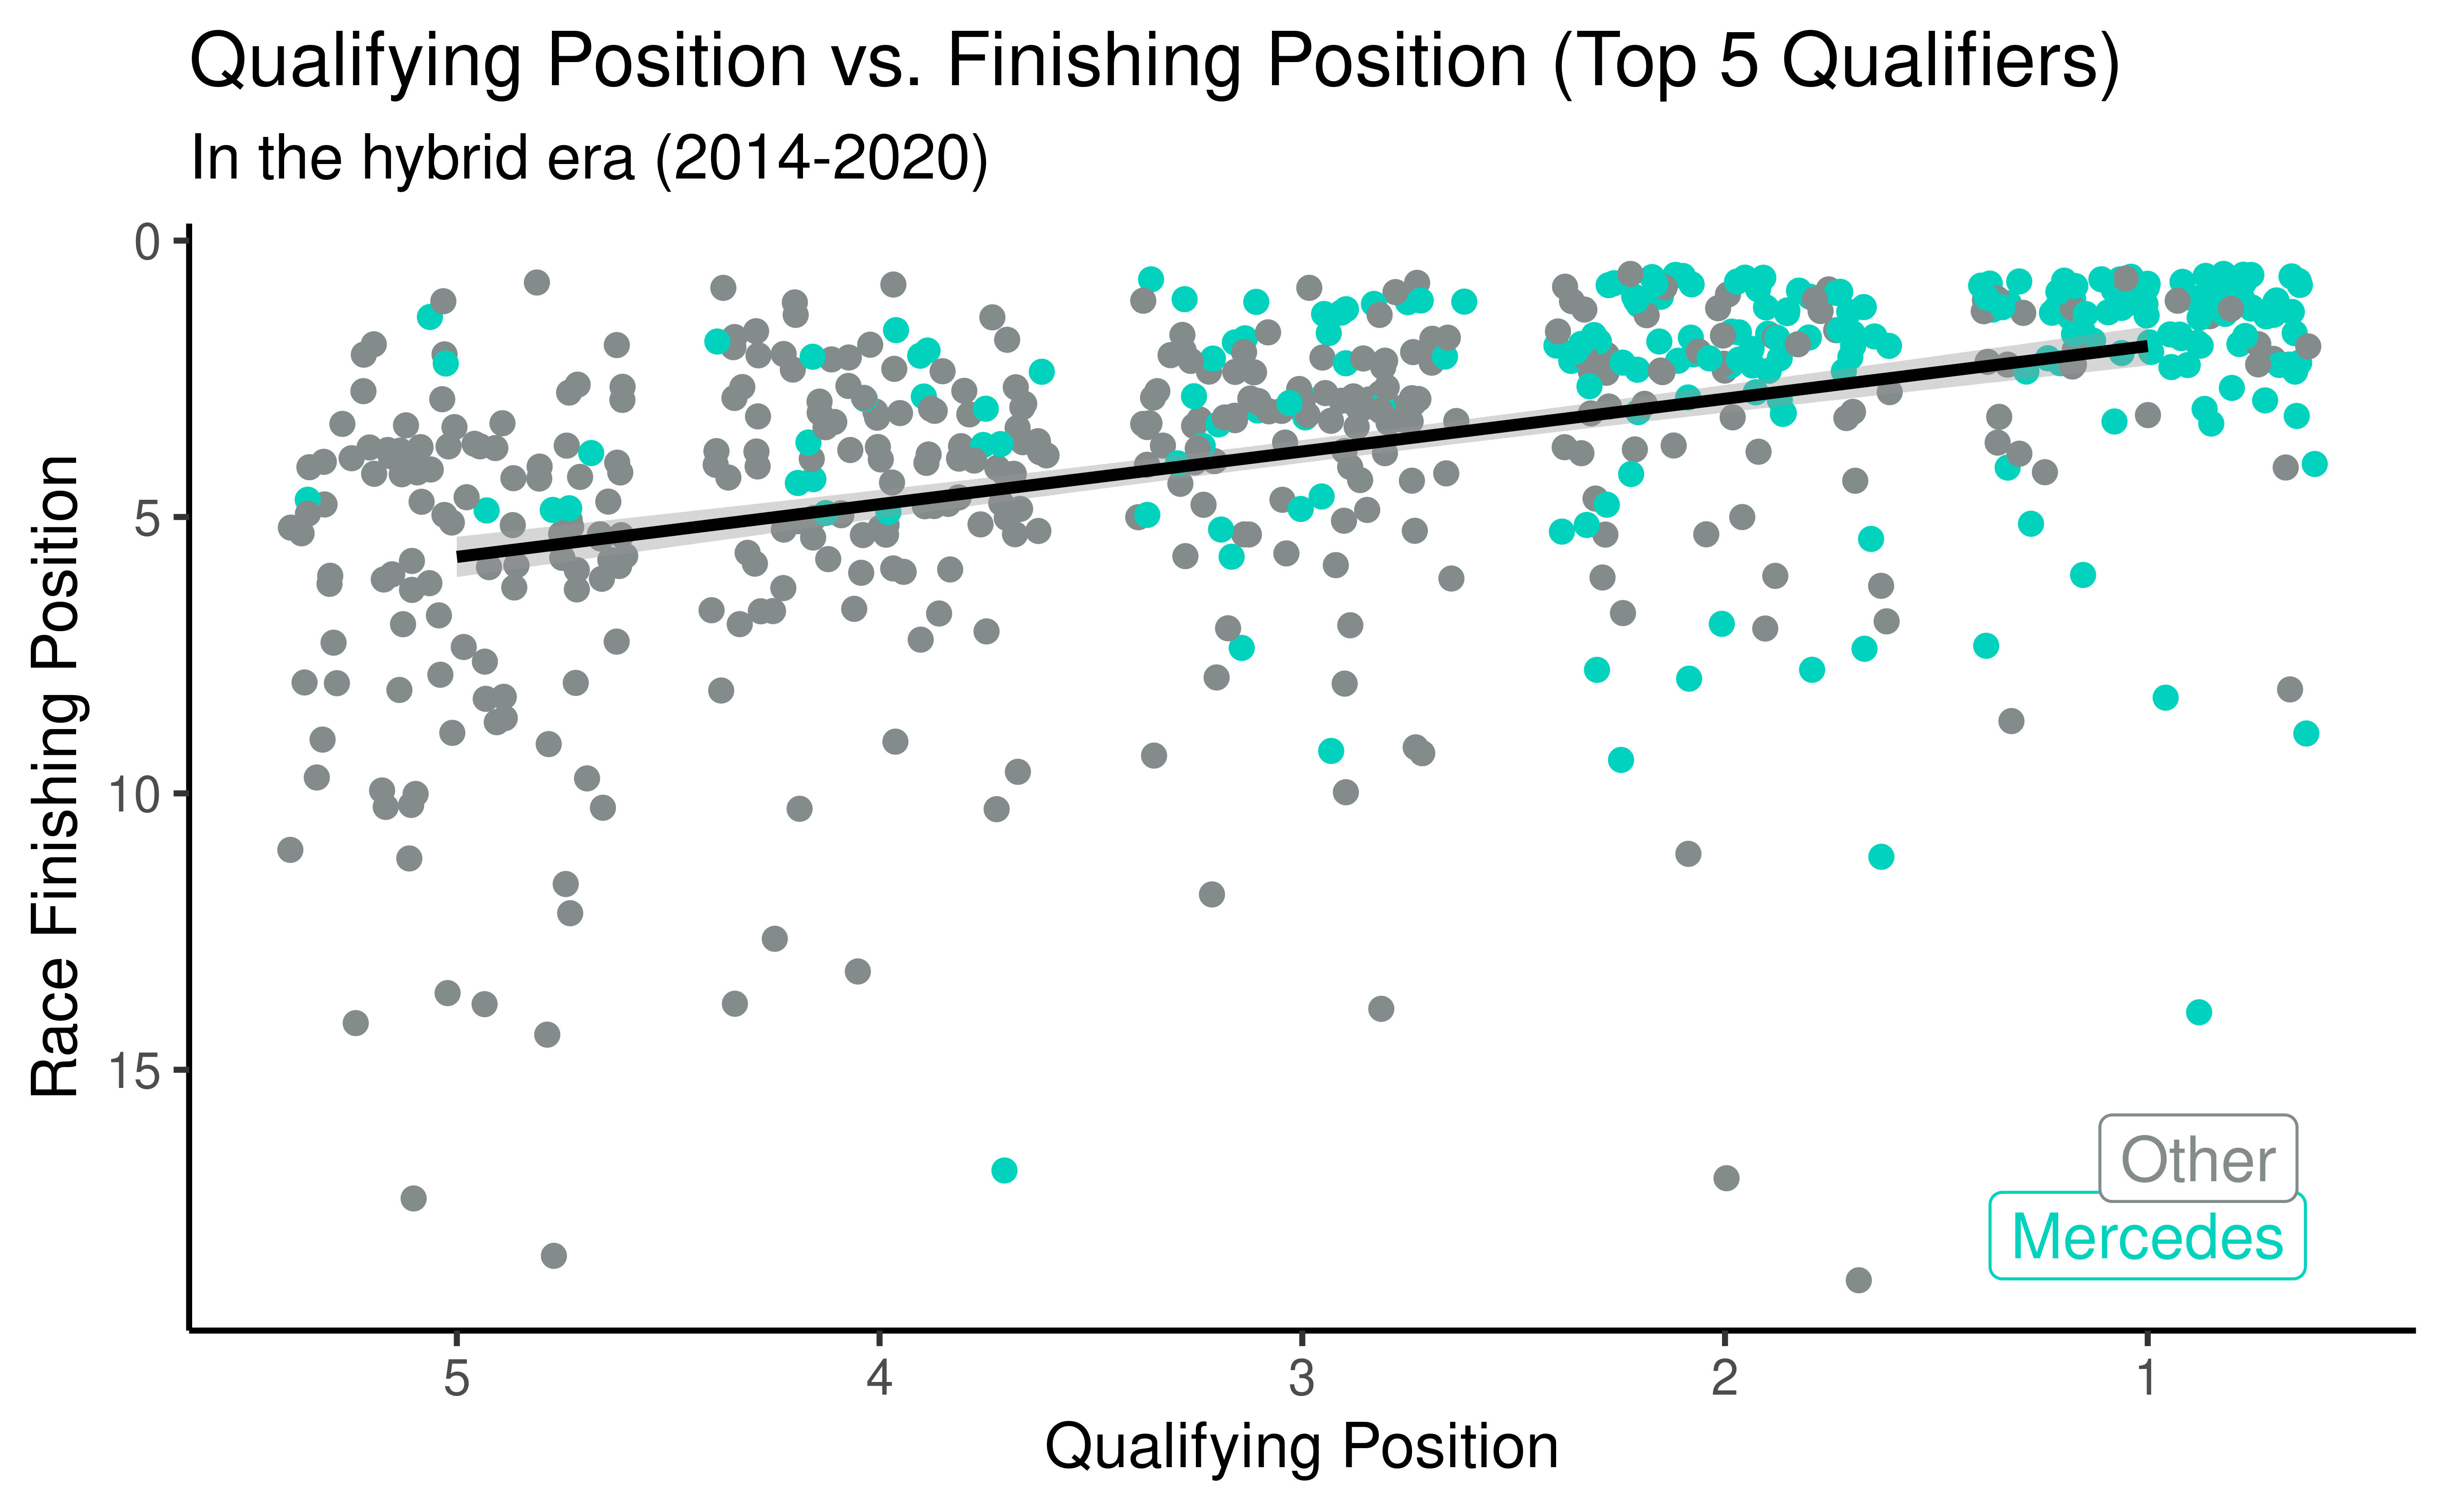 Qualifying Position vs. Finishing Position (Top 5 Qualifiers)
In the hybrid era (2014-2020)
0
5
10
15
Race Finishing Position
Other
Mercedes
5
4
3
2
1
Qualifying Position